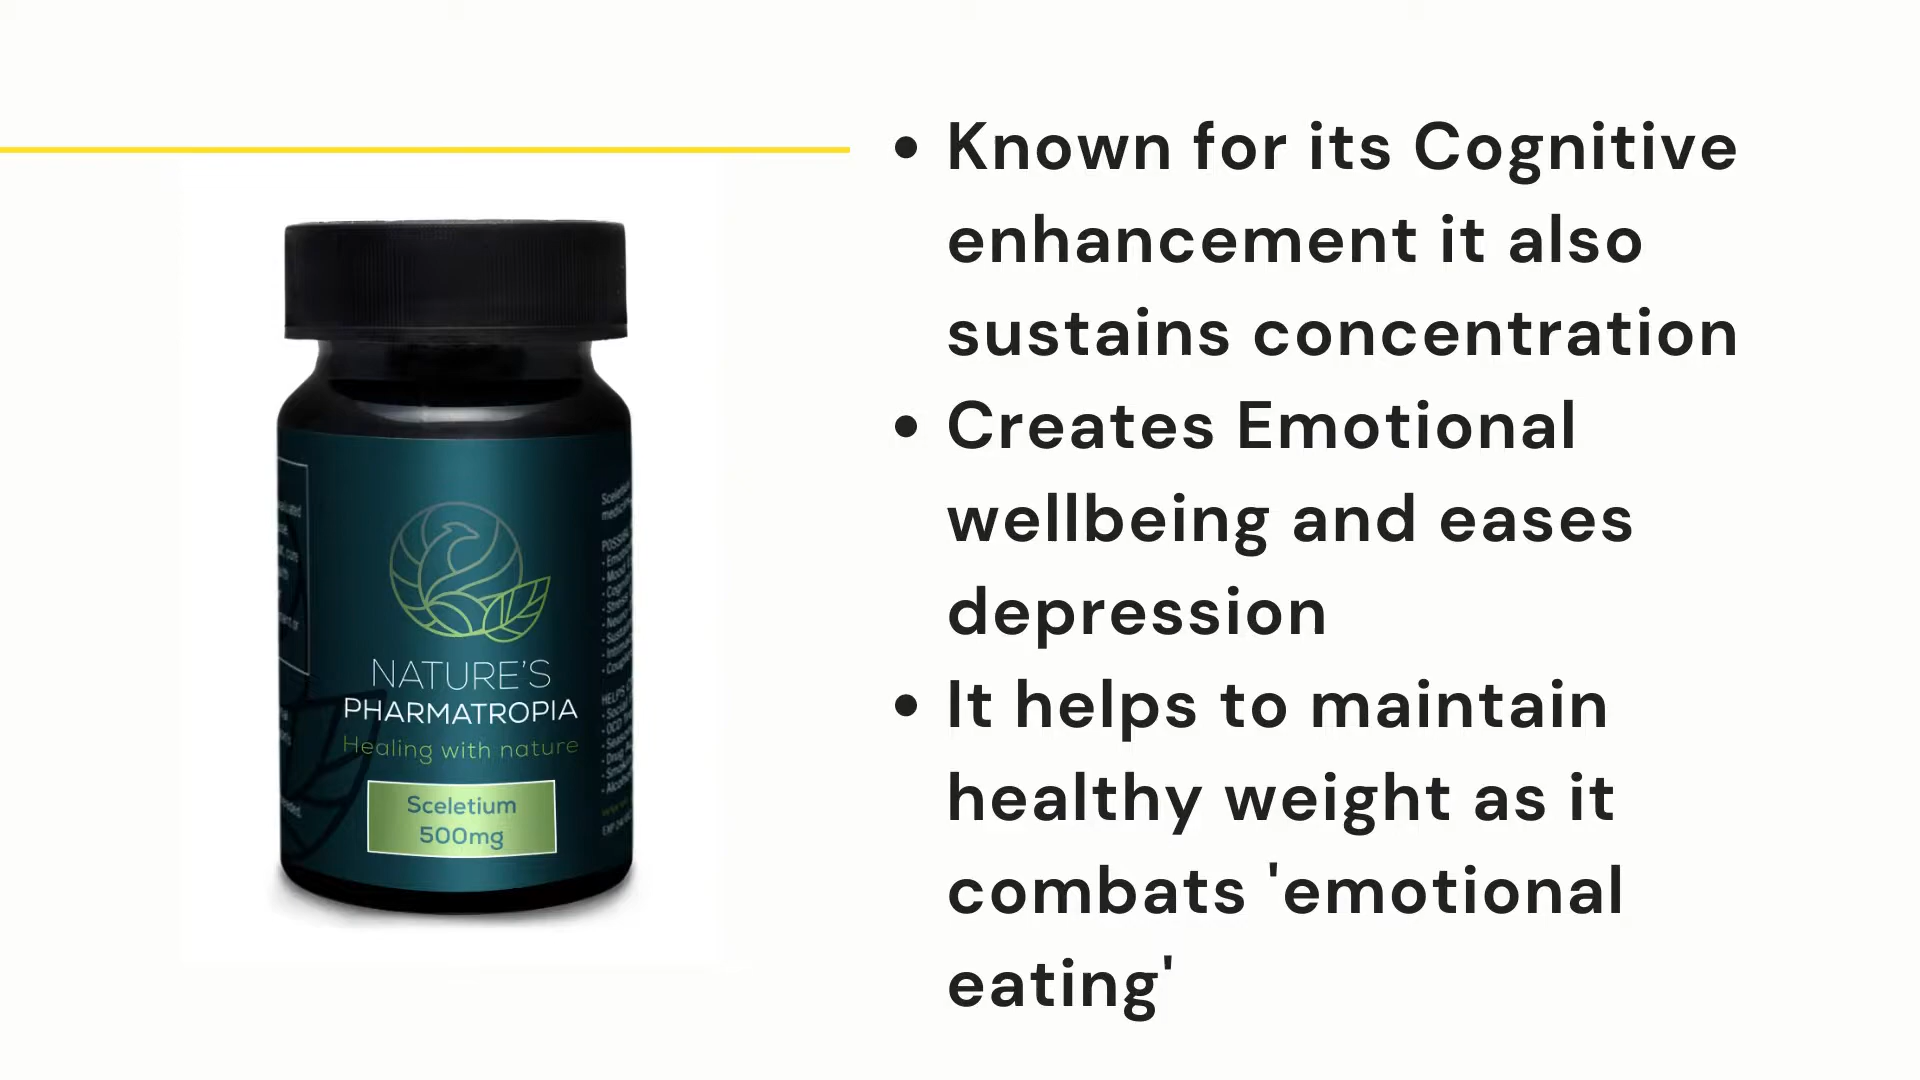 Known for its Cognitive
enhancement it also
sustains concentration
Creates Emotional
wellbeing and eases
depression
It helps to maintain
healthy weight as it
combats 'emotional
eating'
NATURE'S
PHARMATROPIA
Healing with nature
Sceletium
500mg